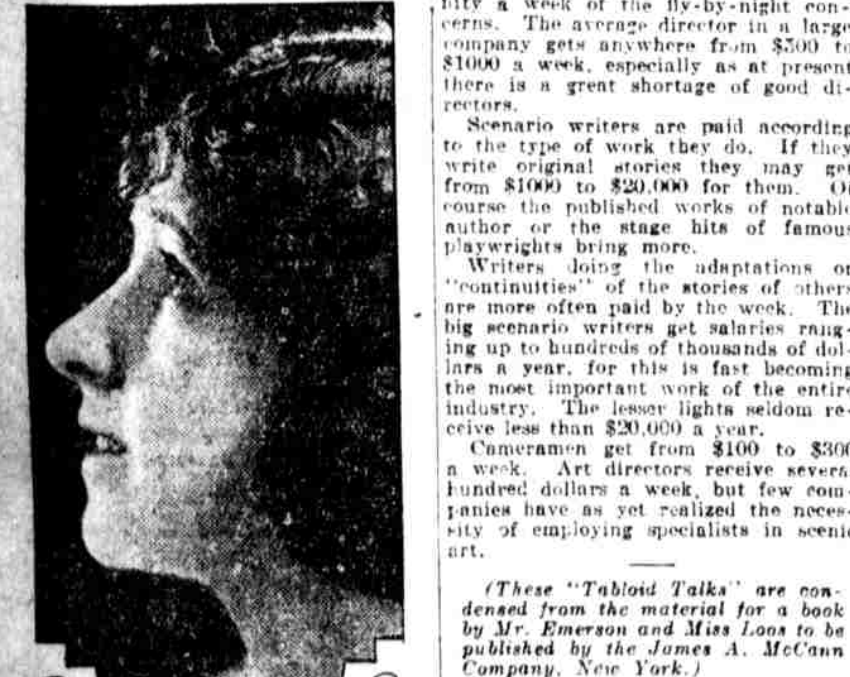 nity a week of the fly-by-night con-
cerns. The average director in a large
company gets anywhere from $300 to
$1000 a week, especially as at present
there is a great shortage of good di-
rectors.
Scenario writers are paid according
to the type of work they do. If they
write original stories they may get
from $1000 to $20,000 for them. Of
course the published works of notable
author or the stage hits of famous
playwrights bring more.
Writers doing the adaptations or
"continuities" of the stories of others
are more often paid by the week. The
big scenario writers get salaries rang-
ing up to hundreds of thousands of dol-
lars a year, for this is fast becoming
the most important work of the entire
industry. The lesser lights seldom re-
ceive less than $20,000 a year.
Cameramen get from $100 to $300
a week. Art directors receive several
hundred dollars a week, but few com-
panies have as yet realized the neces-
sity of employing specialists in scenic
art.
(These "Tabloid Talks" are con-
densed from the material for a book
by Mr. Emerson and Miss Loos to be
published by the James A. McCann
Company, New York.)